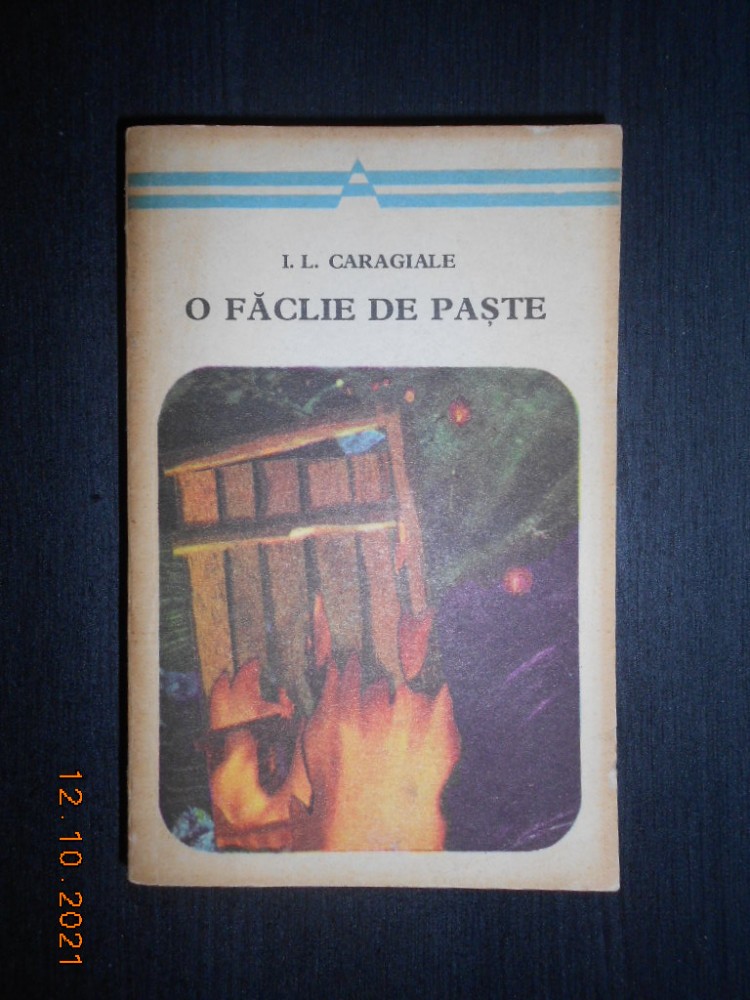 A
I. L. CARAGIALE
O FĂCLIE DE PAȘTE
12.10.2021